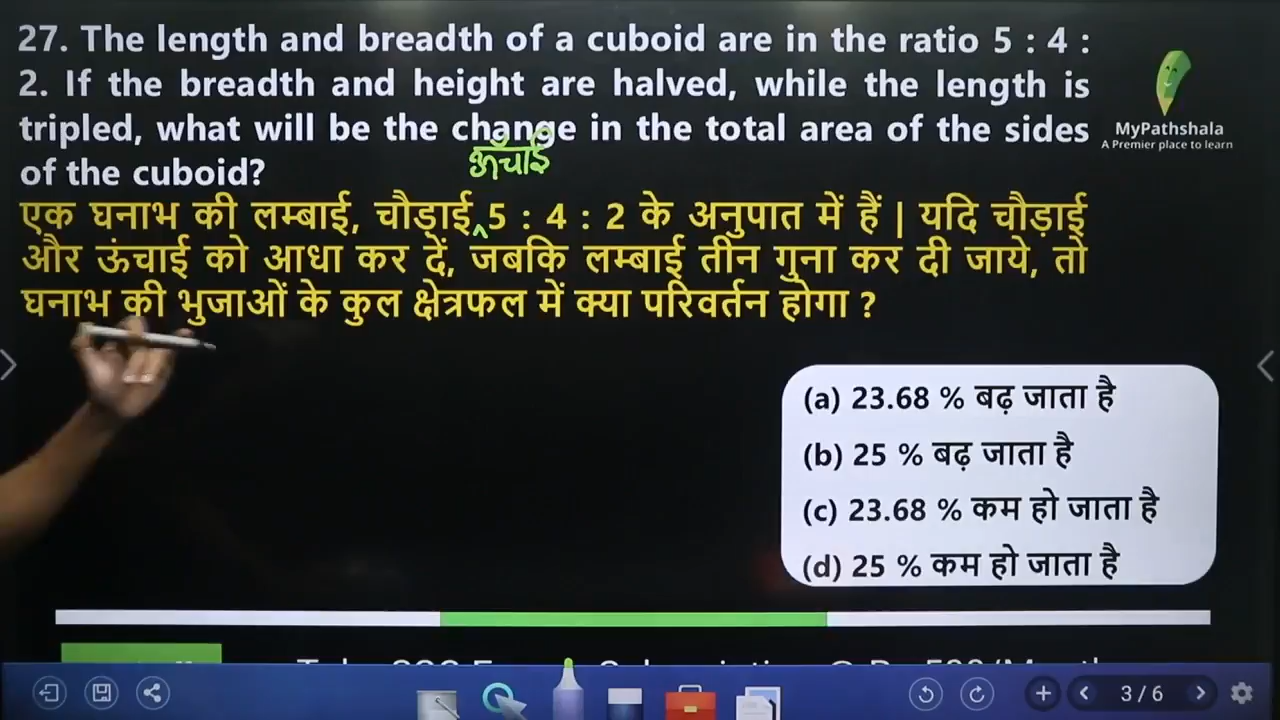 27. The length and breadth of a cuboid are in the ratio 5 : 4 :
2. If the breadth and height are halved, while the length is
tripled, what will be the change in the total area of the sides
of the cuboid?
ऊँचाई
एक घनाभ की लम्बाई, चौड़ाई, 5 : 4 : 2 के अनुपात में हैं | यदि चौड़ाई
और ऊंचाई को आधा कर दें, जबकि लम्बाई तीन गुना कर दी जाये, तो
घनाभ की भुजाओं के कुल क्षेत्रफल में क्या परिवर्तन होगा ?
MyPathshala
A Premier place to learn
(a) 23.68 % बढ़ जाता है
(b) 25 % बढ़ जाता है
(c) 23.68 % कम हो जाता है
(d) 25 % कम हो जाता है
3 / 6